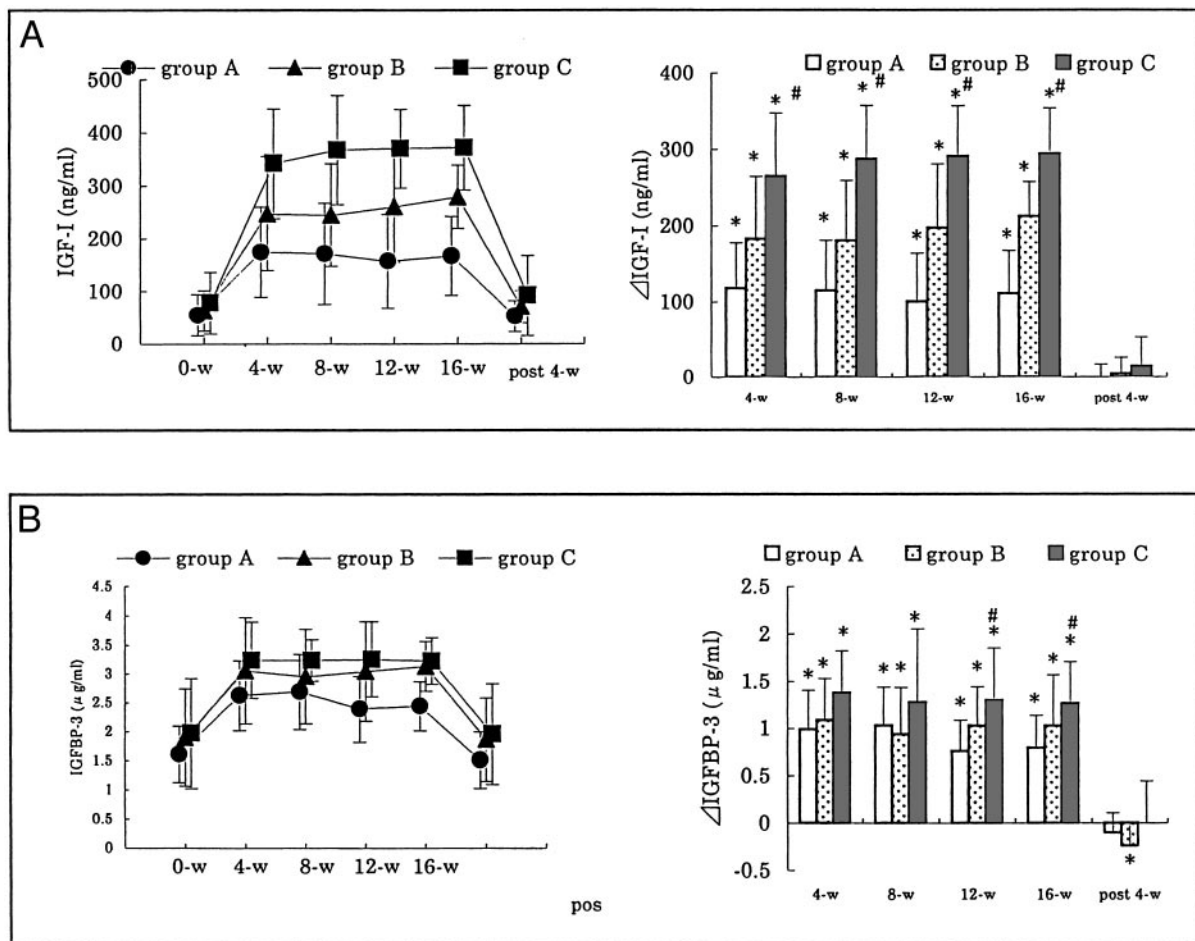 A
group A group B group C
500
400
300
200
100
0
IGF-I (ng/ml)
0-w 4-w 8-w 12-w 16-w post 4-w
group A group B group C
400
300
200
100
0
⊿IGF-I (ng/ml)
* * * #
* * * #
* * * #
* * * #
4-w 8-w 12-w 16-w post 4-w
B
group A group B group C
4.5
4
3.5
3
2.5
2
1.5
1
0.5
0
IGFBP-3 (μ g/ml)
0-w 4-w 8-w 12-w 16-w
pos
group A group B group C
2.5
2
1.5
1
0.5
0
-0.5
⊿IGFBP-3 (μ g/ml)
* * *
* * *
* * * #
* * * #
*
4-w 8-w 12-w 16-w post 4-w